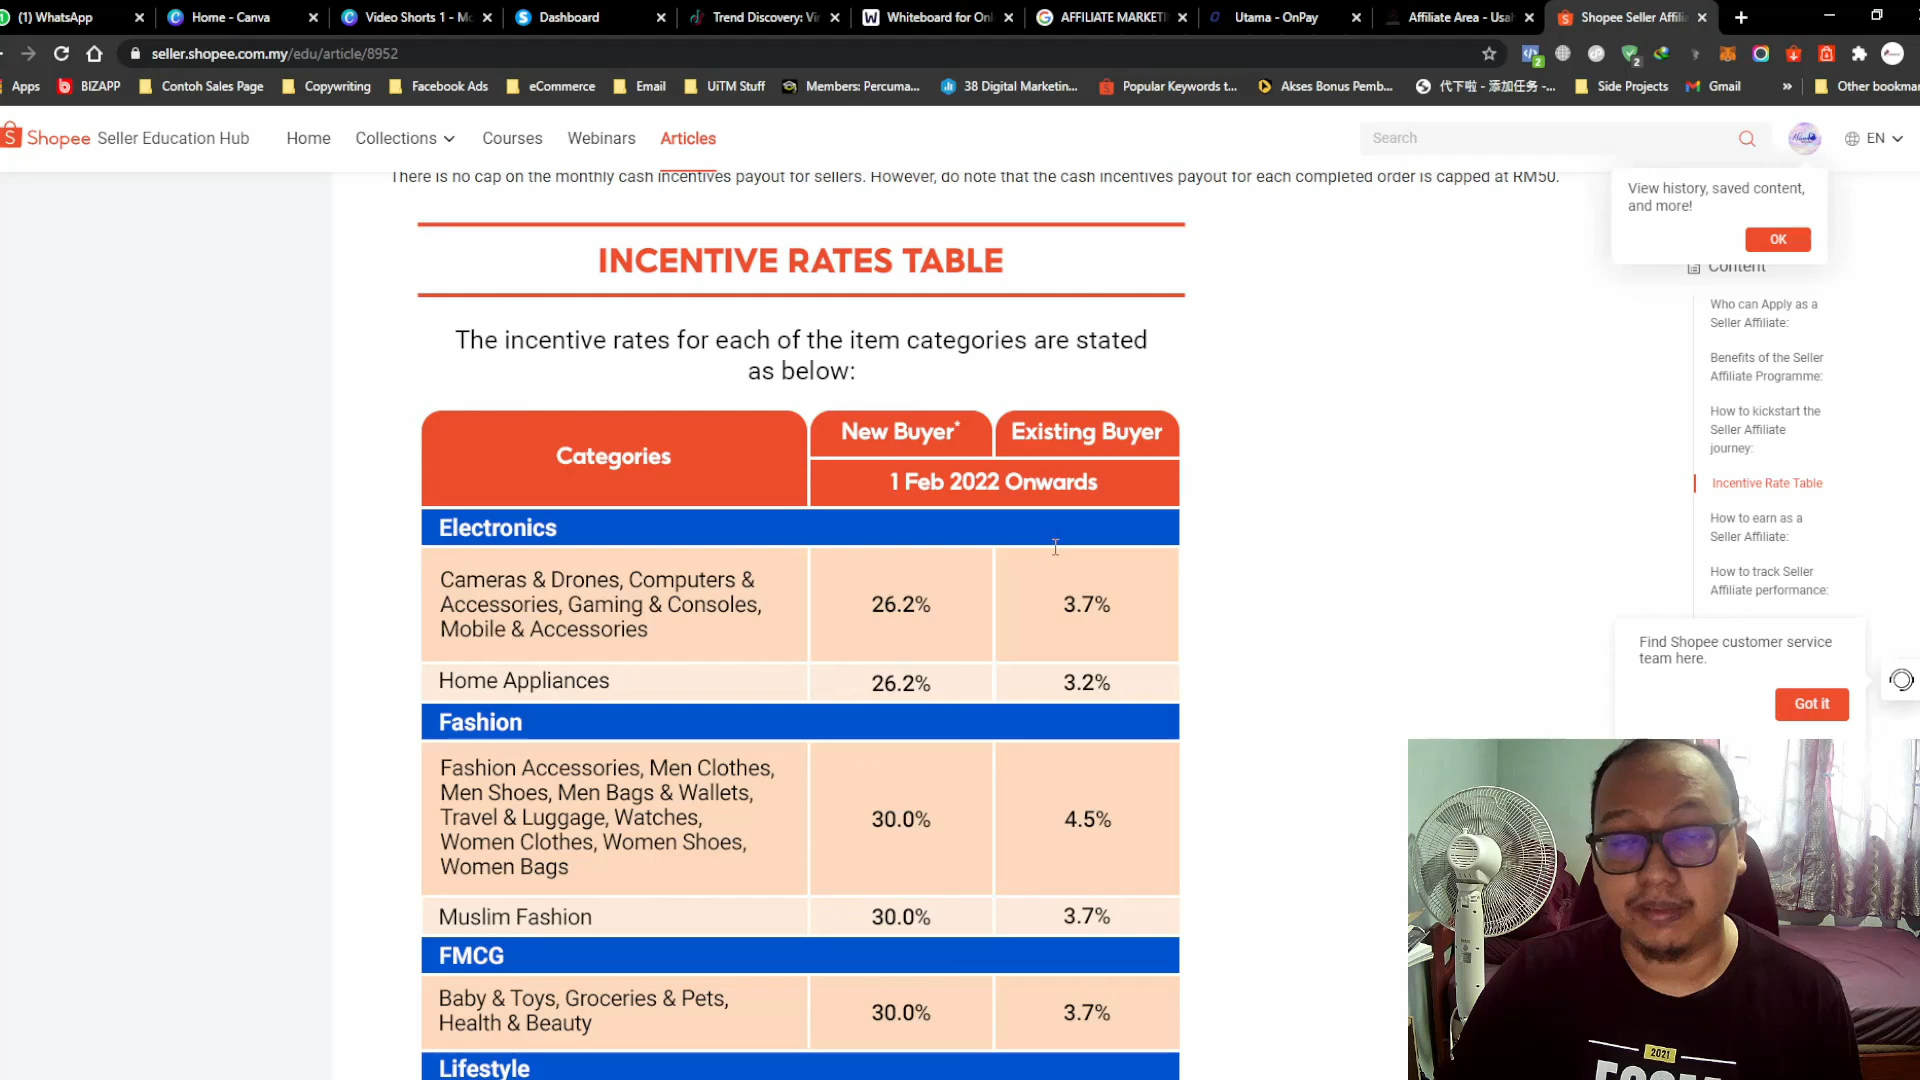 (1) WhatsApp
Home - Canva
Video Shorts 1 - Mo
Dashboard
Trend Discovery: Vi
Whiteboard for Onl
AFFILIATE MARKETI
Utama - OnPay
Affiliate Area - Usah
Shopee Seller Affilia
seller.shopee.com.my/edu/article/8952
Apps
BIZAPP
Contoh Sales Page
Copywriting
Facebook Ads
eCommerce
Email
UiTM Stuff
Members: Percuma...
38 Digital Marketin...
Popular Keywords t...
Akses Bonus Pemb...
代下啦 - 添加任务 -...
Side Projects
Gmail
»
Other bookmar
Shopee Seller Education Hub
Home
Collections
Courses
Webinars
Articles
Search
EN
There is no cap on the monthly cash incentives payout for sellers. However, do note that the cash incentives payout for each completed order is capped at RM50.
View history, saved content,
and more!
OK
INCENTIVE RATES TABLE
The incentive rates for each of the item categories are stated
as below:
Categories
New Buyer*
Existing Buyer
1 Feb 2022 Onwards
Electronics
Cameras & Drones, Computers &
Accessories, Gaming & Consoles,
Mobile & Accessories
26.2%
3.7%
Home Appliances
26.2%
3.2%
Fashion
Fashion Accessories, Men Clothes,
Men Shoes, Men Bags & Wallets,
Travel & Luggage, Watches,
Women Clothes, Women Shoes,
Women Bags
30.0%
4.5%
Muslim Fashion
30.0%
3.7%
FMCG
Baby & Toys, Groceries & Pets,
Health & Beauty
30.0%
3.7%
Lifestyle
Content
Who can Apply as a
Seller Affiliate:
Benefits of the Seller
Affiliate Programme:
How to kickstart the
Seller Affiliate
journey:
Incentive Rate Table
How to earn as a
Seller Affiliate:
How to track Seller
Affiliate performance:
Find Shopee customer service
team here.
Got it
2021